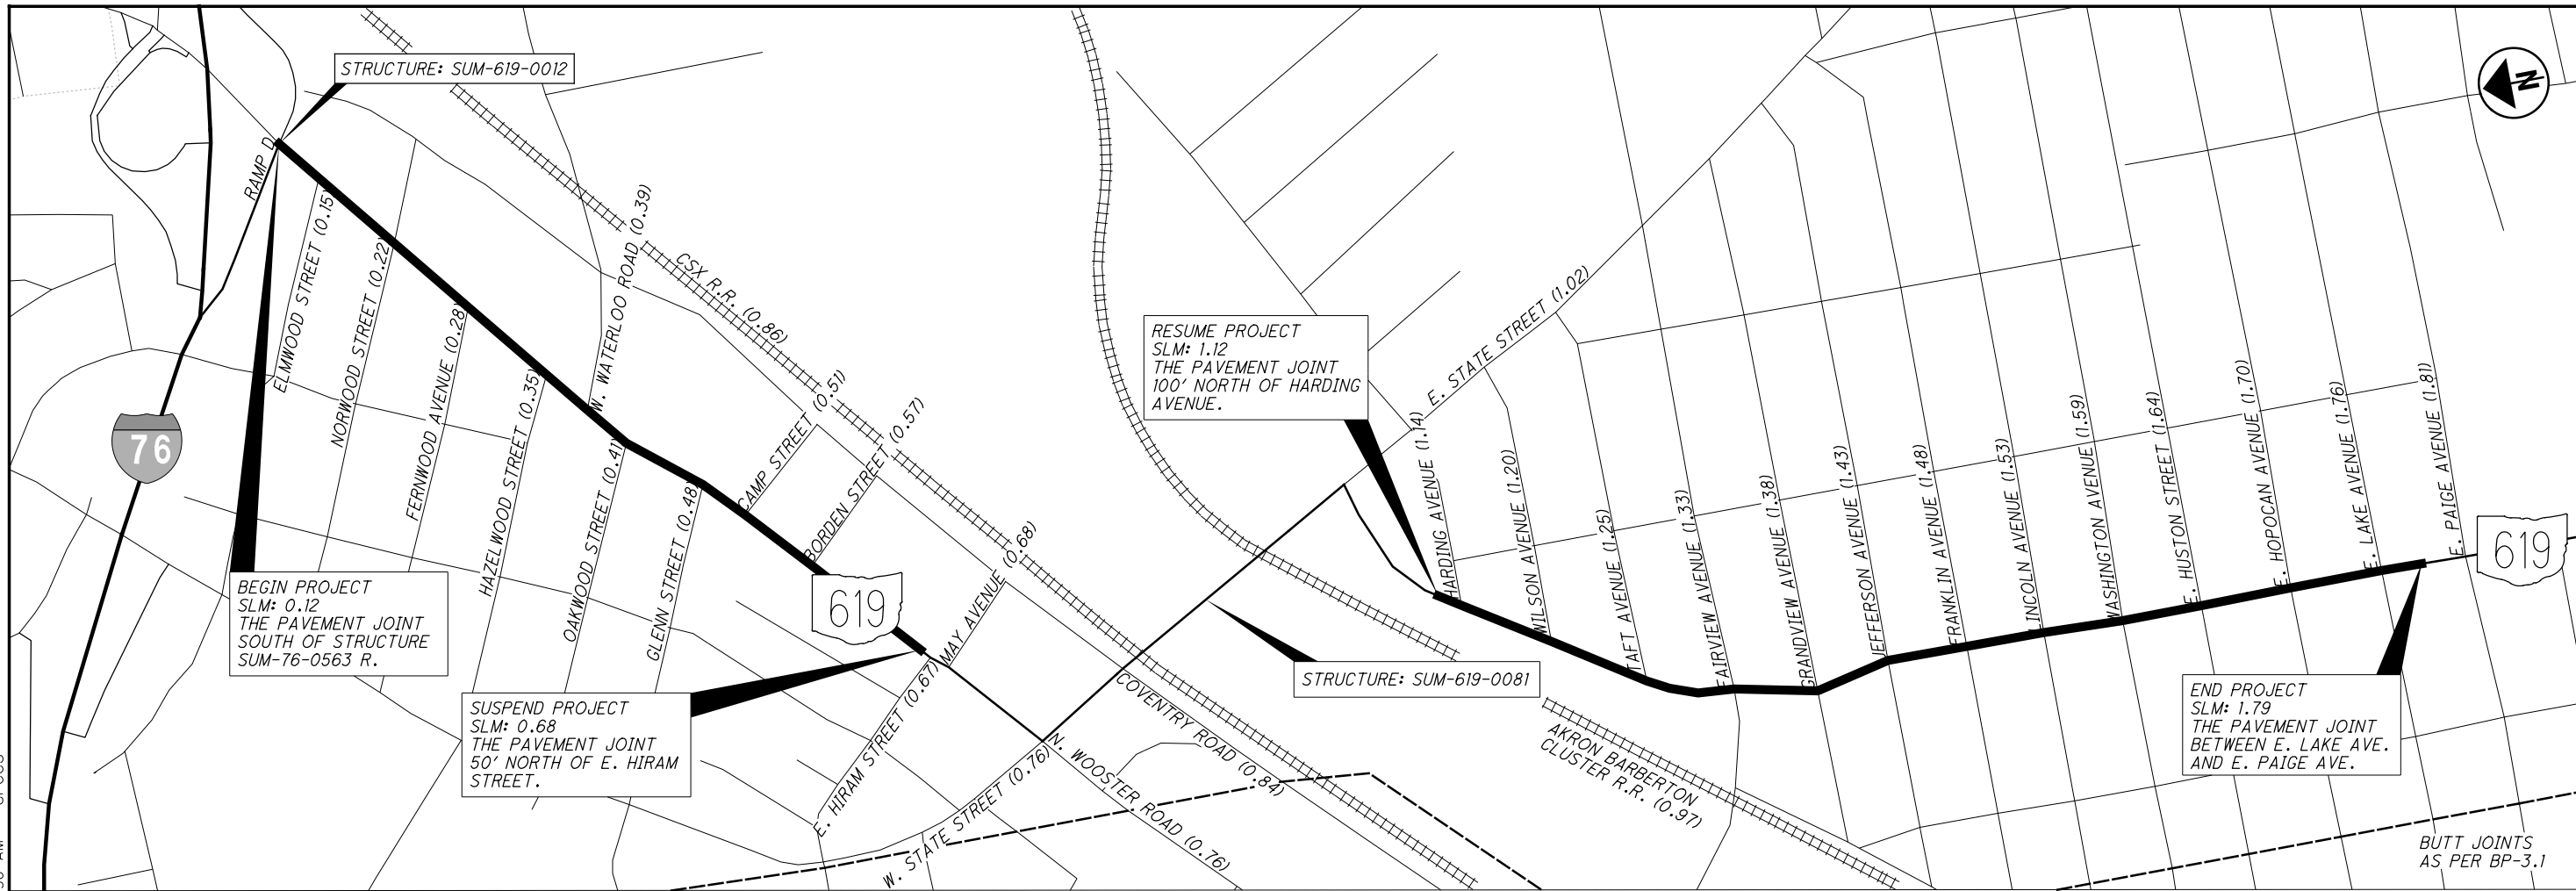 STRUCTURE: SUM-619-0012
N
RAMP D
ELMWOOD STREET (0.15)
NORWOOD STREET (0.22)
FERNWOOD AVENUE (0.28)
HAZELWOOD STREET (0.35)
W. WATERLOO ROAD (0.39)
OAKWOOD STREET (0.41)
GLENN STREET (0.48)
CAMP STREET (0.51)
BORDEN STREET (0.57)
CSX R.R. (0.86)
76
619
BEGIN PROJECT
SLM: 0.12
THE PAVEMENT JOINT
SOUTH OF STRUCTURE
SUM-76-0563 R.
SUSPEND PROJECT
SLM: 0.68
THE PAVEMENT JOINT
50' NORTH OF E. HIRAM
STREET.
E. HIRAM STREET (0.67)
MAY AVENUE (0.68)
W. STATE STREET (0.76)
N. WOOSTER ROAD (0.76)
COVENTRY ROAD (0.84)
STRUCTURE: SUM-619-0081
AKRON BARBERTON
CLUSTER R.R. (0.97)
RESUME PROJECT
SLM: 1.12
THE PAVEMENT JOINT
100' NORTH OF HARDING
AVENUE.
E. STATE STREET (1.02)
HARDING AVENUE (1.14)
WILSON AVENUE (1.20)
TAFT AVENUE (1.25)
FAIRVIEW AVENUE (1.33)
GRANDVIEW AVENUE (1.38)
JEFFERSON AVENUE (1.43)
FRANKLIN AVENUE (1.48)
LINCOLN AVENUE (1.53)
WASHINGTON AVENUE (1.59)
E. HUSTON STREET (1.64)
E. HOPOCAN AVENUE (1.70)
E. LAKE AVENUE (1.76)
E. PAIGE AVENUE (1.81)
619
END PROJECT
SLM: 1.79
THE PAVEMENT JOINT
BETWEEN E. LAKE AVE.
AND E. PAIGE AVE.
BUTT JOINTS
AS PER BP-3.1